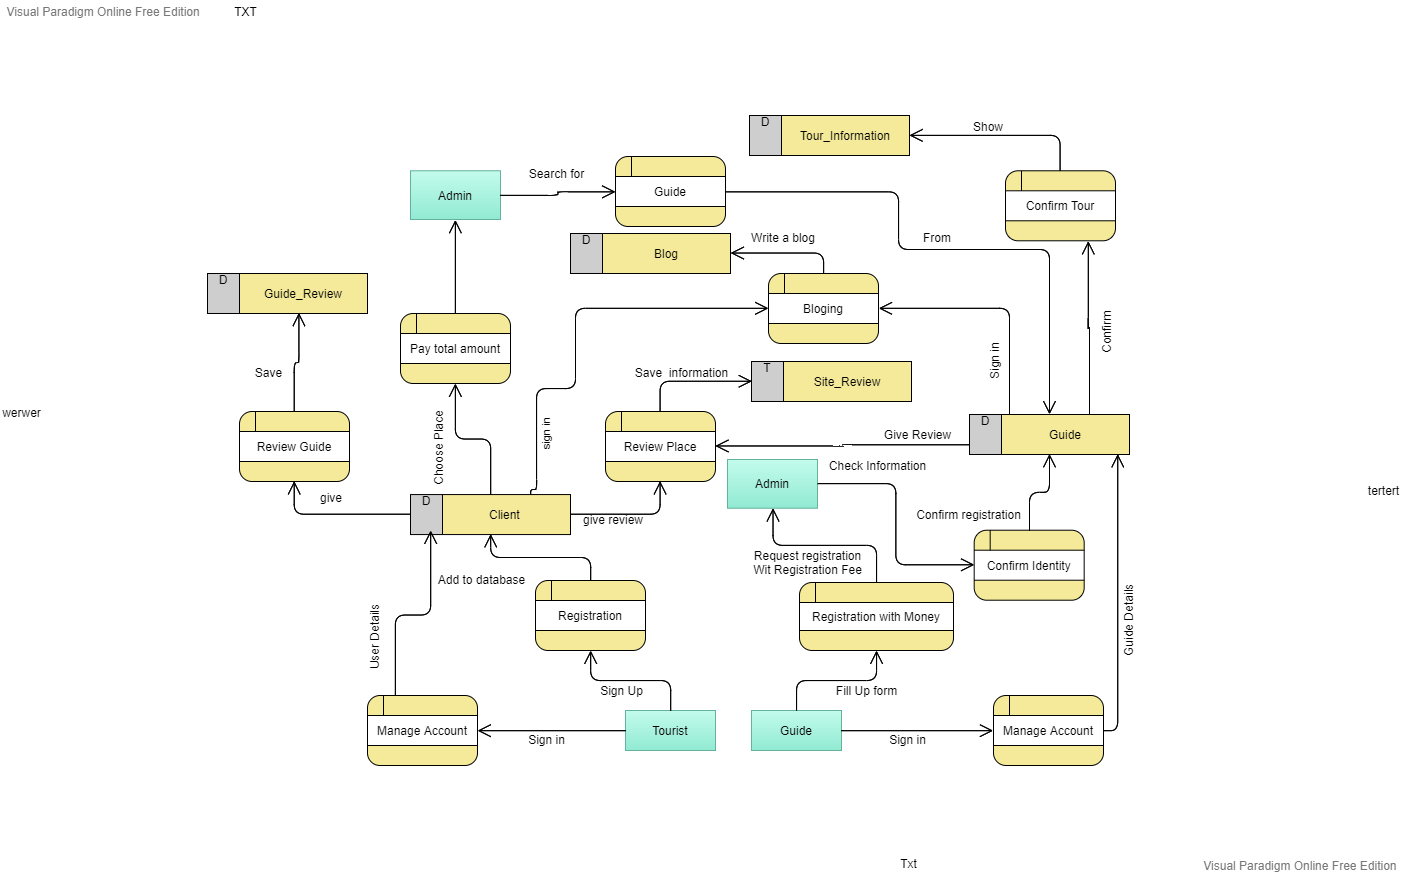 Visual Paradigm Online Free Edition
TXT
D
Tour_Information
Show
Search for
Admin
Guide
Confirm Tour
D
Blog
Write a blog
From
D
Guide_Review
Bloging
Pay total amount
Confirm
Sign in
Save
Save  information
T
Site_Review
werwer
Choose Place
sign in
D
Guide
Review Guide
Review Place
Give Review
Check Information
Admin
give
D
Client
give review
tertert
Confirm registration
Request registration
Wit Registration Fee
Confirm Identity
Add to database
Registration
Registration with Money
User Details
Guide Details
Sign Up
Fill Up form
Manage Account
Sign in
Tourist
Guide
Sign in
Manage Account
Txt
Visual Paradigm Online Free Edition